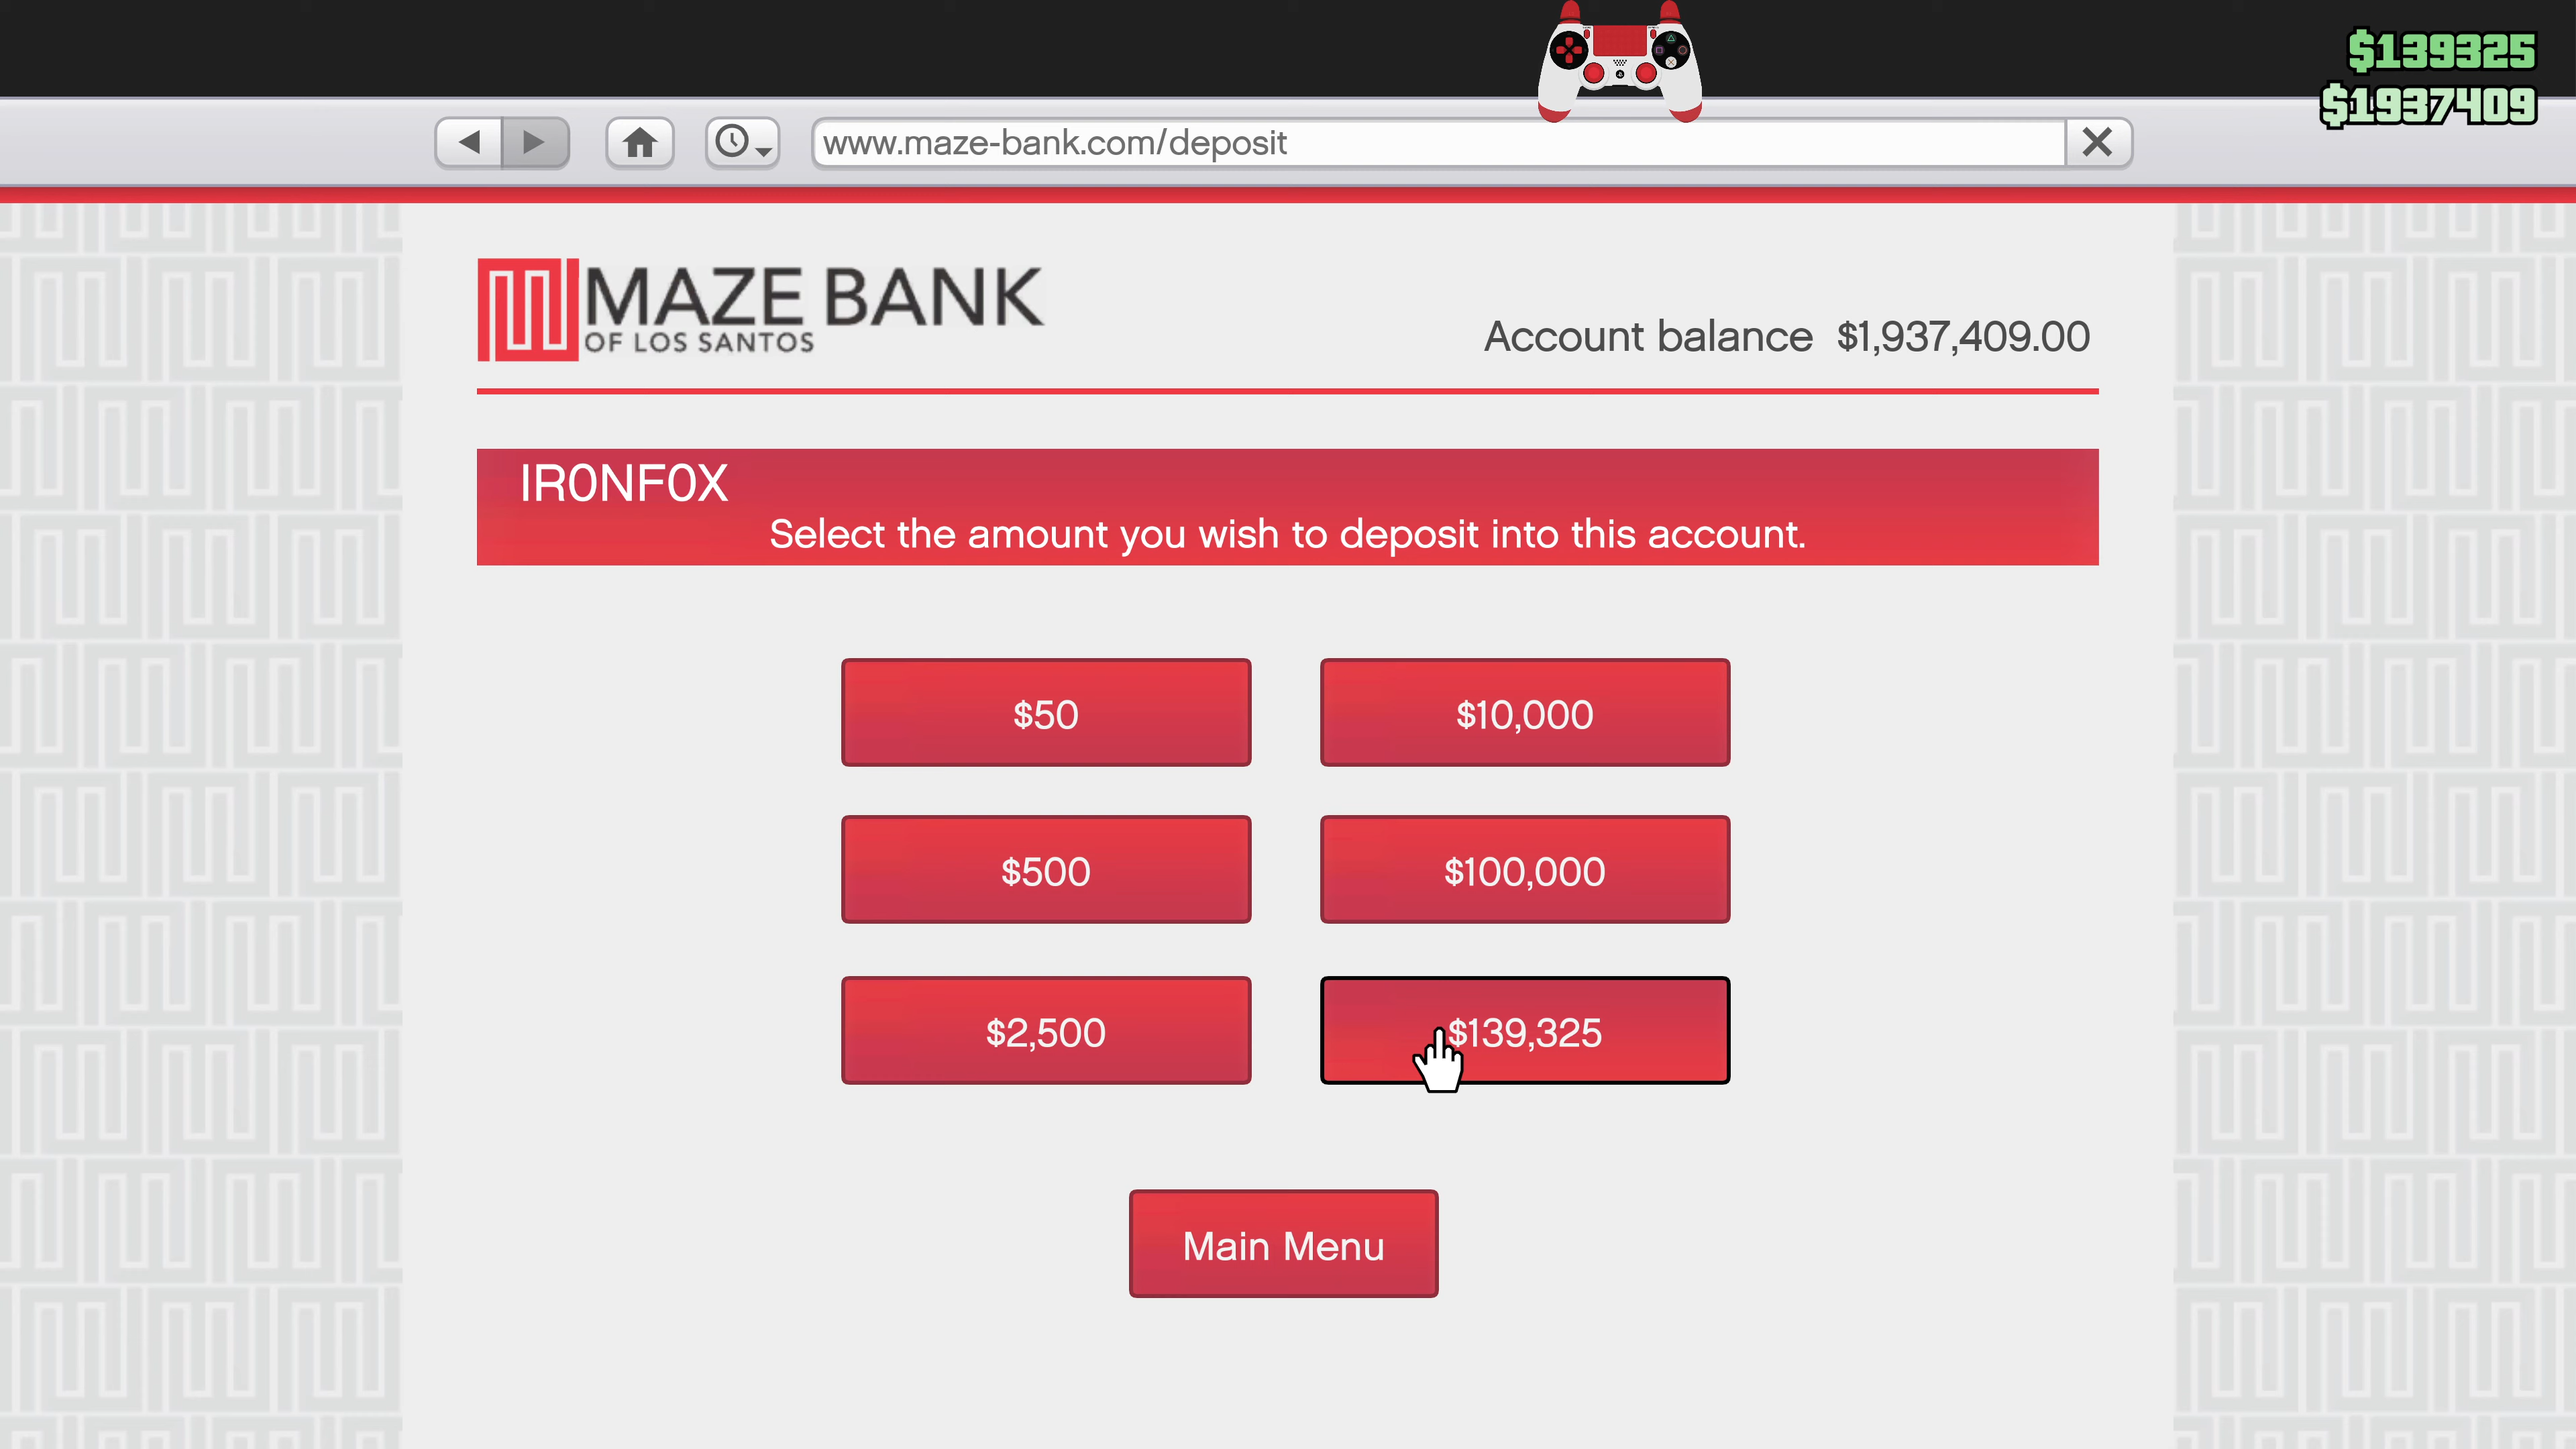 $139325
$1937409
www.maze-bank.com/deposit
MAZE BANK
OF LOS SANTOS
Account balance $1,937,409.00
IR0NF0X
Select the amount you wish to deposit into this account.
$50
$10,000
$500
$100,000
$2,500
$139,325
Main Menu